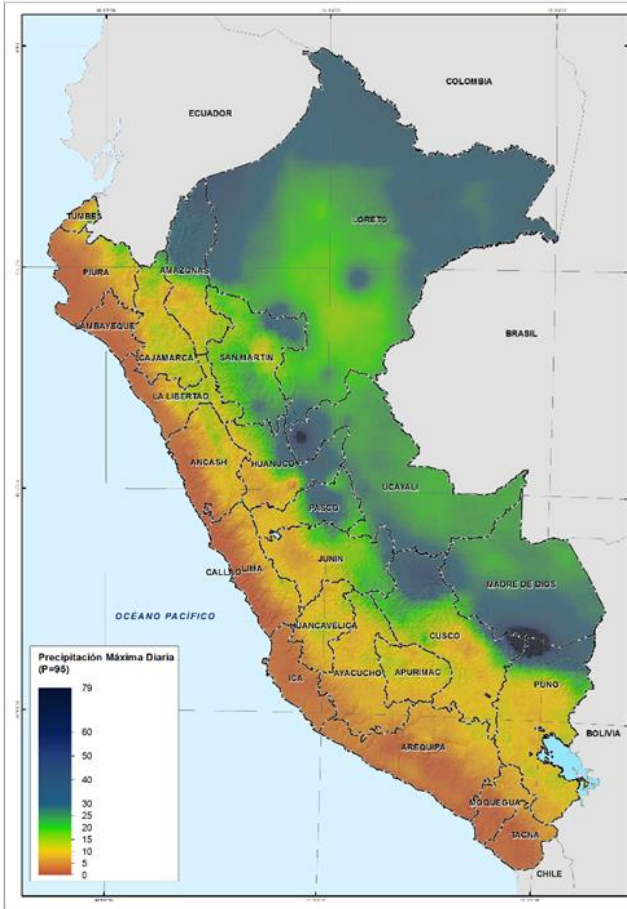 COLOMBIA
ECUADOR
LORETO
TUMBES
PIURA
AMAZONAS
LAMBAYEQUE
BRASIL
CAJAMARCA
SAN MARTIN
LA LIBERTAD
ANCASH
HUANUCO
UCAYALI
PASCO
JUNIN
CALLAO
LIMA
MADRE DE DIOS
OCÉANO PACÍFICO
HUANCAVELICA
CUSCO
ICA
AYACUCHO
APURIMAC
PUNO
BOLIVIA
AREQUIPA
MOQUEGUA
TACNA
CHILE
Precipitación Máxima Diaria
(P=95)
79
60
50
40
30
25
20
15
10
5
0